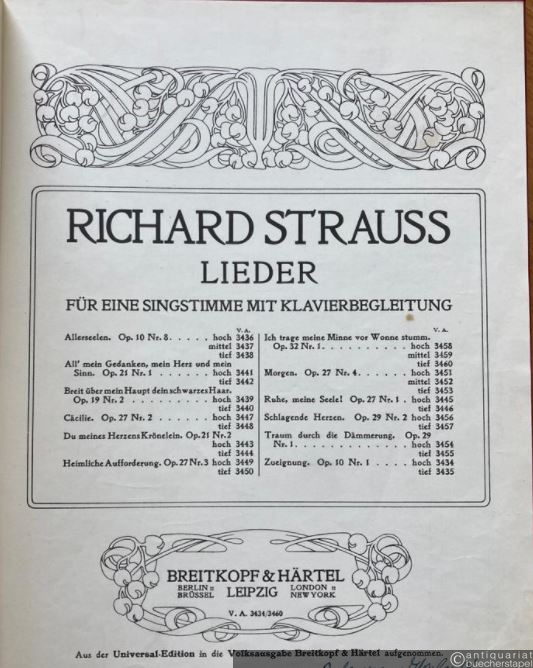 RICHARD STRAUSS
LIEDER
FÜR EINE SINGSTIMME MIT KLAVIERBEGLEITUNG
V. A.
Allerseelen. Op. 10 Nr. 8 . . . . . hoch 3436
mittel 3437
tief 3438
All' mein Gedanken, mein Herz und mein
Sinn. Op. 21 Nr. 1 . . . . . . . hoch 3441
tief 3442
Breit über mein Haupt dein schwarzes Haar.
Op. 19 Nr. 2 . . . . . . . . . hoch 3439
tief 3440
Cäcilie. Op. 27 Nr. 2 . . . . . . hoch 3447
tief 3448
Du meines Herzens Krönelein. Op. 21 Nr. 2
hoch 3443
tief 3444
Heimliche Aufforderung. Op. 27 Nr. 3 hoch 3449
tief 3450
V. A.
Ich trage meine Minne vor Wonne stumm.
Op. 32 Nr. 1 . . . . . . . . . . hoch 3458
mittel 3459
tief 3460
Morgen. Op. 27 Nr. 4 . . . . . . hoch 3451
mittel 3452
tief 3453
Ruhe, meine Seele! Op. 27 Nr. 1 . hoch 3445
tief 3446
Schlagende Herzen. Op. 29 Nr. 2 hoch 3456
tief 3457
Traum durch die Dämmerung. Op. 29
Nr. 1 . . . . . . . . . . . . . hoch 3454
tief 3455
Zueignung. Op. 10 Nr. 1 . . . . hoch 3434
tief 3435
BREITKOPF & HÄRTEL
BERLIN :: LEIPZIG LONDON ::
BRÜSSEL NEW YORK
V. A. 3434/3460
Aus der Universal-Edition in die Volksausgabe Breitkopf & Härtel aufgenommen.
antiquariat
buecherstapel